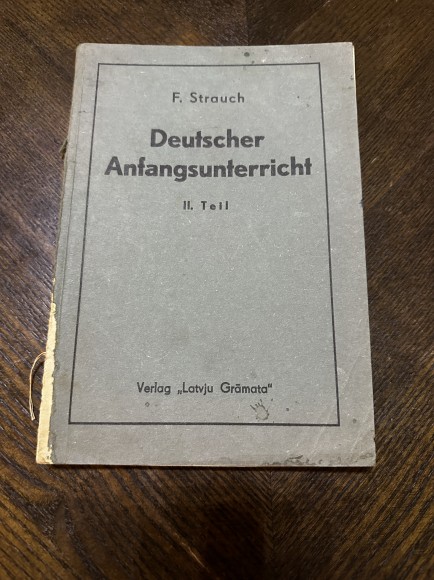 F. Strauch
Deutscher
Anfangsunterricht
II. Teil
Verlag „Latvju Grāmata“